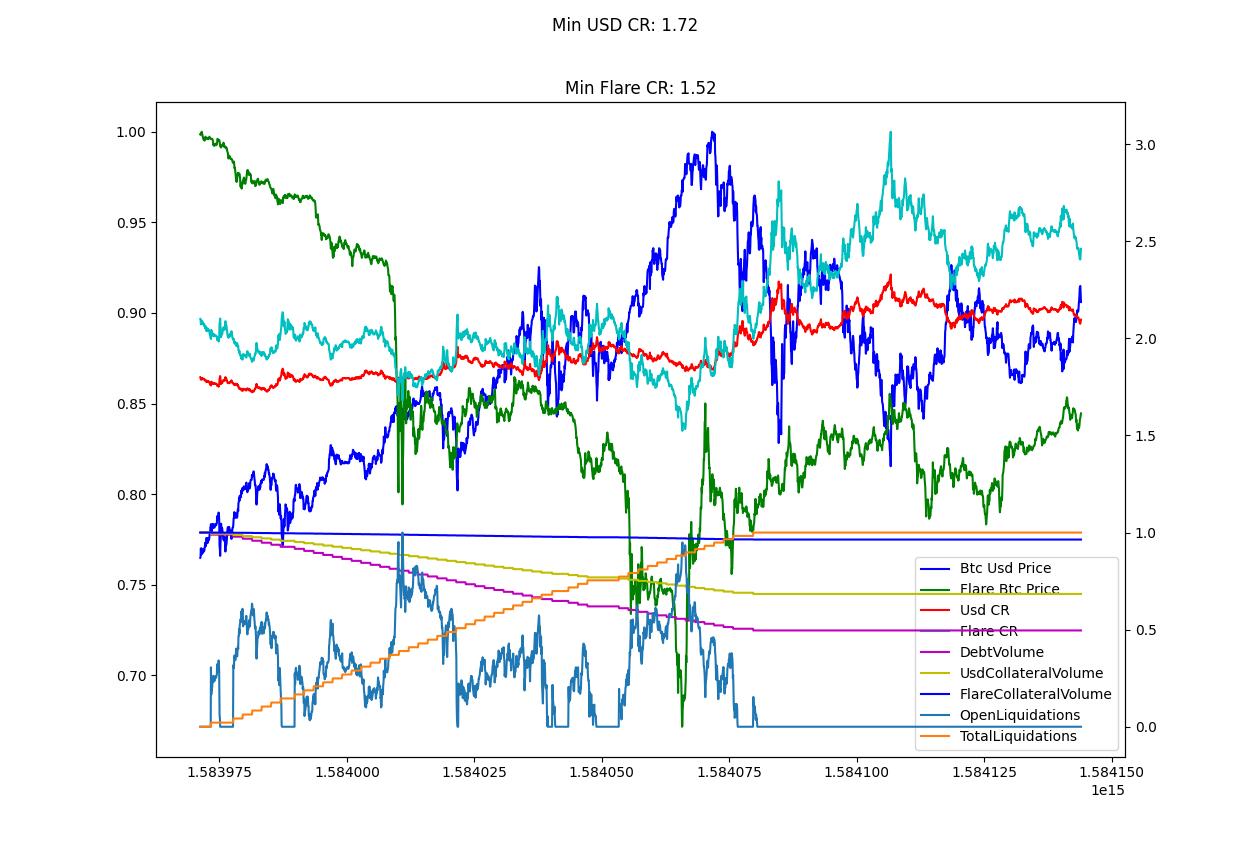 Min USD CR: 1.72
Min Flare CR: 1.52
1.00
0.95
0.90
0.85
0.80
0.75
0.70
3.0
2.5
2.0
1.5
1.0
0.5
0.0
Btc Usd Price
Flare Btc Price
Usd CR
Flare CR
DebtVolume
UsdCollateralVolume
FlareCollateralVolume
OpenLiquidations
TotalLiquidations
1.583975 1.584000 1.584025 1.584050 1.584075 1.584100 1.584125 1.584150
1e15